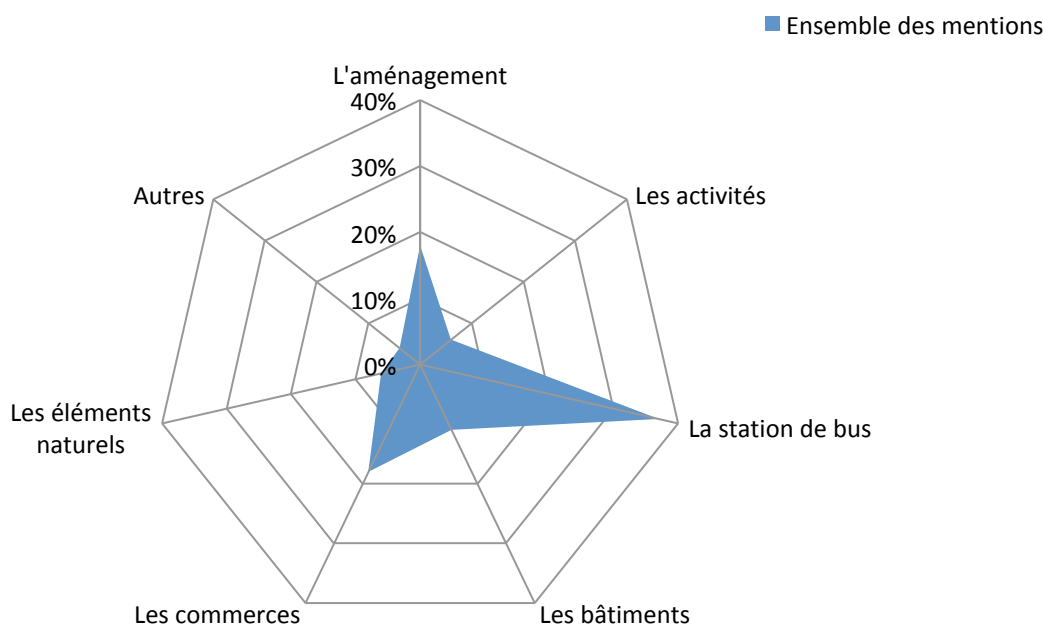 Ensemble des mentions
L'aménagement
40%
30%
20%
10%
0%
Les activités
La station de bus
Les bâtiments
Les commerces
Les éléments
naturels
Autres